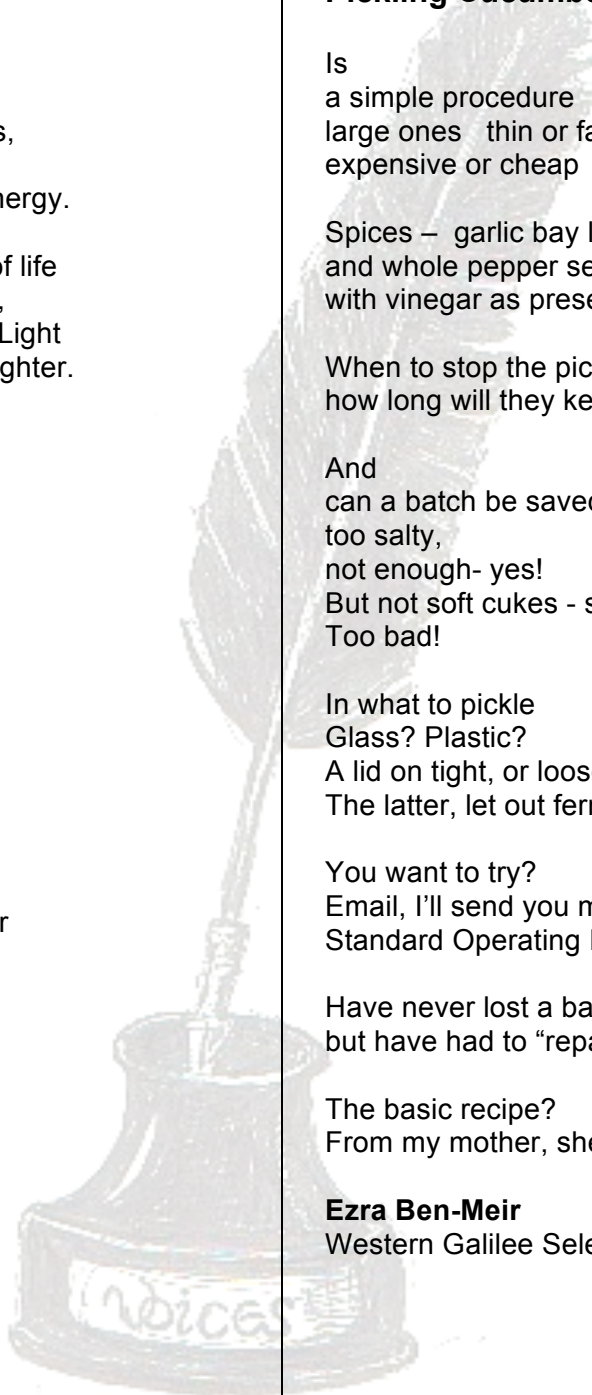 s,
nergy.
of life
,
Light
ghter.
r
Pickling
Is
a simple procedure
large ones thin or fa
expensive or cheap
Spices – garlic bay l
and whole pepper se
with vinegar as prese
When to stop the pic
how long will they ke
And
can a batch be saved
too salty,
not enough- yes!
But not soft cukes - s
Too bad!
In what to pickle
Glass? Plastic?
A lid on tight, or loos
The latter, let out fer
You want to try?
Email, I’ll send you m
Standard Operating
Have never lost a ba
but have had to “repa
The basic recipe?
From my mother, she
Ezra Ben-Meir
Western Galilee Sele
VOICES